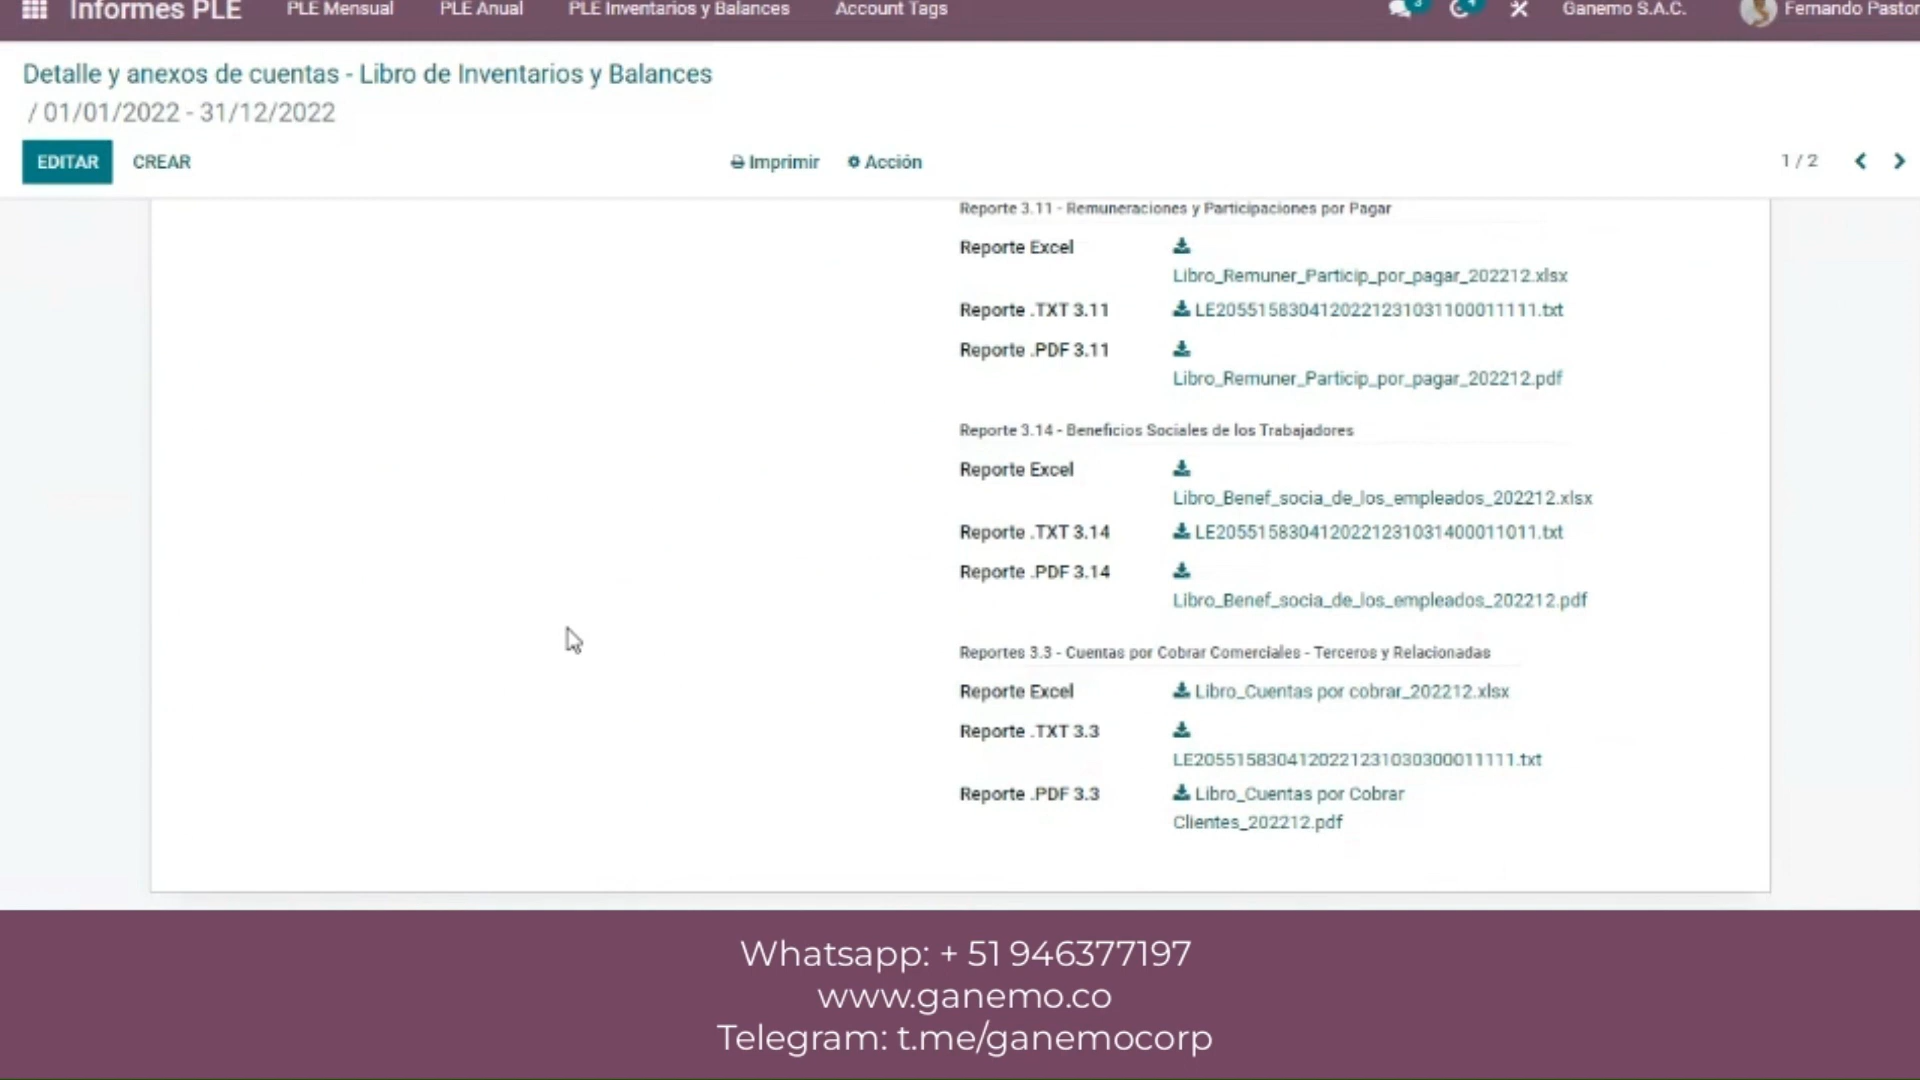 Informes PLE PLE Mensual PLE Anual PLE Inventarios y Balances Account Tags 3 4 Ganemo S.A.C. Fernando Pastor
Detalle y anexos de cuentas - Libro de Inventarios y Balances
/ 01/01/2022 - 31/12/2022
EDITAR CREAR Imprimir Acción 1 / 2
Reporte 3.11 - Remuneraciones y Participaciones por Pagar
Reporte Excel
Libro_Remuner_Particip_por_pagar_202212.xlsx
Reporte .TXT 3.11 LE20551583041202212310311000011111.txt
Reporte .PDF 3.11
Libro_Remuner_Particip_por_pagar_202212.pdf
Reporte 3.14 - Beneficios Sociales de los Trabajadores
Reporte Excel
Libro_Benef_socia_de_los_empleados_202212.xlsx
Reporte .TXT 3.14 LE2055158304120221231031400011011.txt
Reporte .PDF 3.14
Libro_Benef_socia_de_los_empleados_202212.pdf
Reportes 3.3 - Cuentas por Cobrar Comerciales - Terceros y Relacionadas
Reporte Excel Libro_Cuentas por cobrar_202212.xlsx
Reporte .TXT 3.3
LE2055158304120221231030300011111.txt
Reporte .PDF 3.3 Libro_Cuentas por Cobrar
Clientes_202212.pdf
Whatsapp: + 51 946377197
www.ganemo.co
Telegram: t.me/ganemocorp